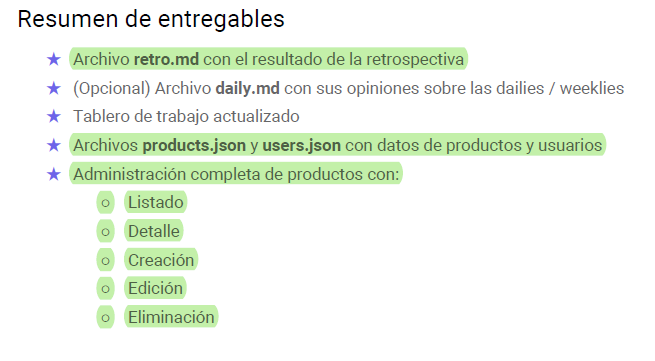 Resumen de entregables
★ Archivo retro.md con el resultado de la retrospectiva
★ (Opcional) Archivo daily.md con sus opiniones sobre las dailies / weeklies
★ Tablero de trabajo actualizado
★ Archivos products.json y users.json con datos de productos y usuarios
★ Administración completa de productos con:
○ Listado
○ Detalle
○ Creación
○ Edición
○ Eliminación